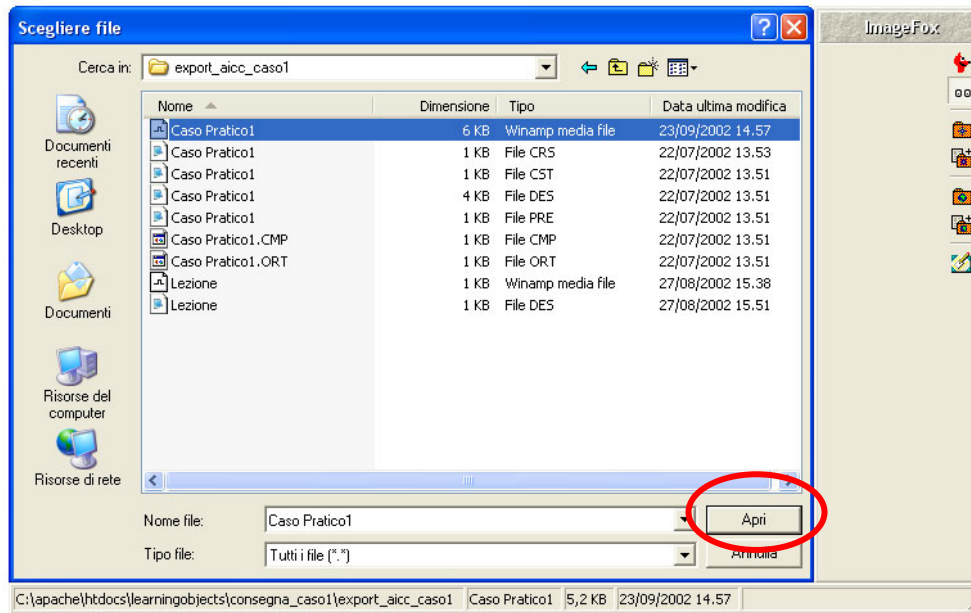 Scegliere file
ImageFox
Cerca in: export_aicc_caso1
Nome Dimensione Tipo Data ultima modifica
Caso Pratico1 6 KB Winamp media file 23/09/2002 14.57
Caso Pratico1 1 KB File CRS 22/07/2002 13.53
Caso Pratico1 1 KB File CST 22/07/2002 13.51
Caso Pratico1 4 KB File DES 22/07/2002 13.51
Caso Pratico1 1 KB File PRE 22/07/2002 13.51
Caso Pratico1.CMP 1 KB File CMP 22/07/2002 13.51
Caso Pratico1.ORT 1 KB File ORT 22/07/2002 13.51
Lezione 1 KB Winamp media file 27/08/2002 15.38
Lezione 1 KB File DES 27/08/2002 15.51
Documenti
recenti
Desktop
Documenti
Risorse del
computer
Risorse di rete
Nome file: Caso Pratico1 Apri
Tipo file: Tutti i file (*.*) Annulla
C:\apache\htdocs\learningobjects\consegna_caso1\export_aicc_caso1 Caso Pratico1 5,2 KB 23/09/2002 14.57